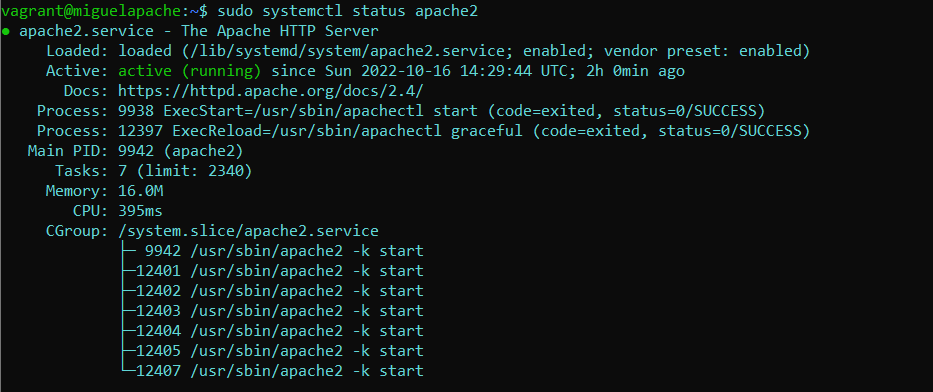 vagrant@miguelapache:~$ sudo systemctl status apache2
● apache2.service - The Apache HTTP Server
     Loaded: loaded (/lib/systemd/system/apache2.service; enabled; vendor preset: enabled)
     Active: active (running) since Sun 2022-10-16 14:29:44 UTC; 2h 0min ago
       Docs: https://httpd.apache.org/docs/2.4/
    Process: 9938 ExecStart=/usr/sbin/apachectl start (code=exited, status=0/SUCCESS)
    Process: 12397 ExecReload=/usr/sbin/apachectl graceful (code=exited, status=0/SUCCESS)
   Main PID: 9942 (apache2)
      Tasks: 7 (limit: 2340)
     Memory: 16.0M
        CPU: 395ms
     CGroup: /system.slice/apache2.service
             ├─ 9942 /usr/sbin/apache2 -k start
             ├─12401 /usr/sbin/apache2 -k start
             ├─12402 /usr/sbin/apache2 -k start
             ├─12403 /usr/sbin/apache2 -k start
             ├─12404 /usr/sbin/apache2 -k start
             ├─12405 /usr/sbin/apache2 -k start
             └─12407 /usr/sbin/apache2 -k start